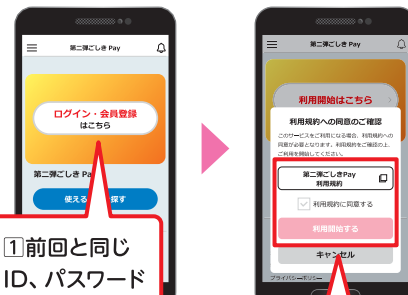 第二弾ごしき Pay
ログイン・会員登録
はこちら
第二弾ごしき Pa
使える
探す
1前回と同じ
ID、パスワード
第二弾ごしき Pay
利用開始はこちら
利用規約への同意のご確認
このサービスをご利用になる場合、利用規約への
同意が必要となります。利用規約をご確認の上、
ご利用を開始してください。
第二弾ごしきPay
利用規約
利用規約に同意する
利用開始する
キャンセル
プライバシーポリシー